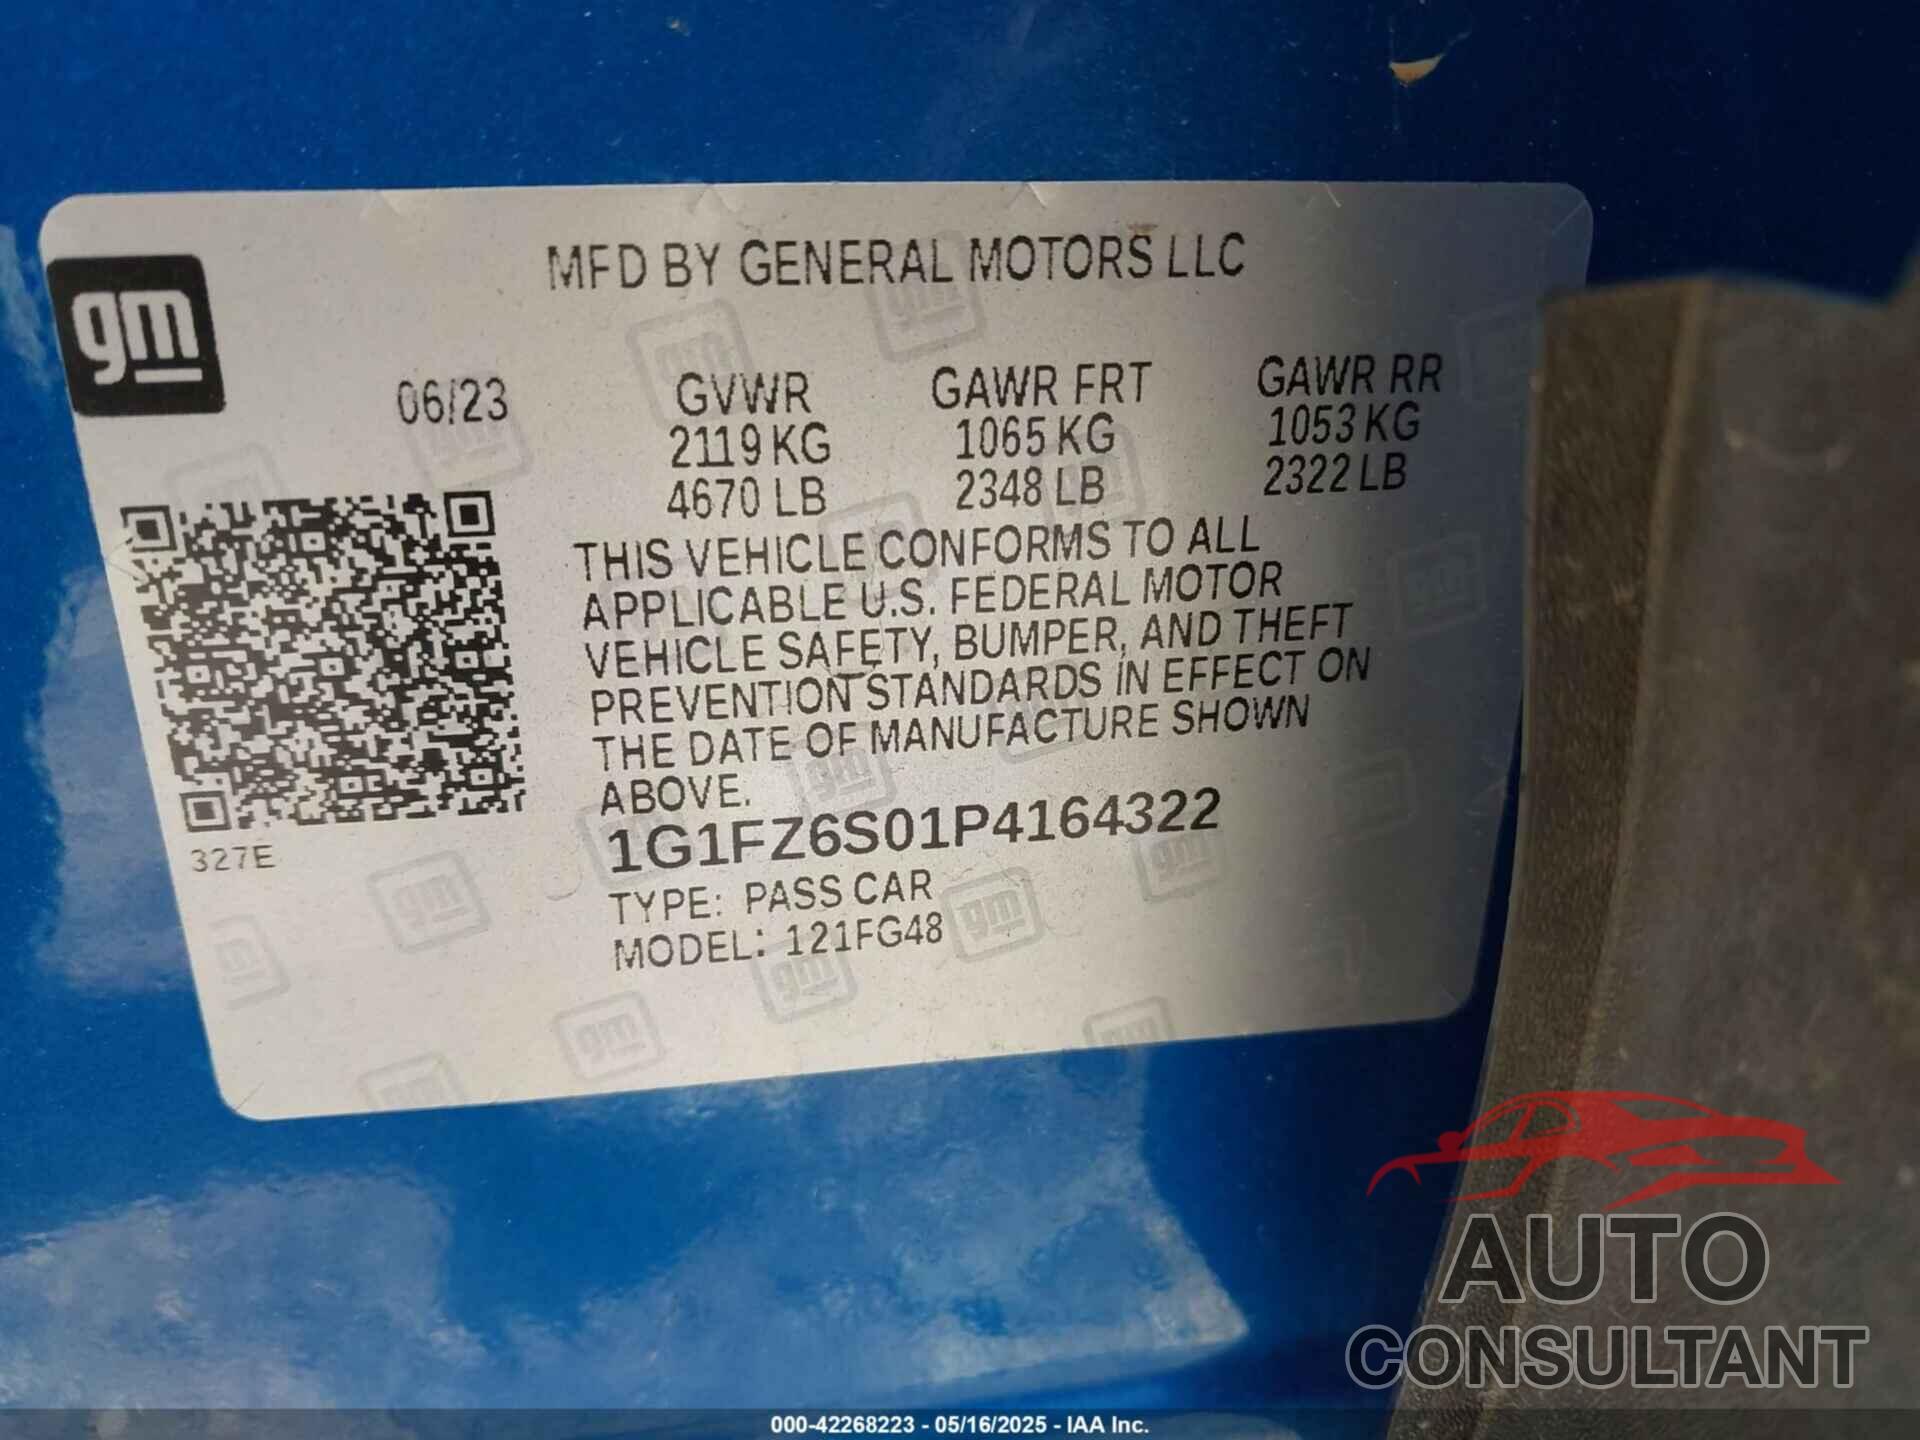 MFD BY GENERAL MOTORS LLC
gm
06/23
GVWR GAWR FRT GAWR RR
2119 KG 1065 KG 1053 KG
4670 LB 2348 LB 2322 LB
THIS VEHICLE CONFORMS TO ALL
APPLICABLE U.S. FEDERAL MOTOR
VEHICLE SAFETY, BUMPER, AND THEFT
PREVENTION STANDARDS IN EFFECT ON
THE DATE OF MANUFACTURE SHOWN
ABOVE.
327E
1G1FZ6S01P4164322
TYPE: PASS CAR
MODEL: 121FG48
AUTO
CONSULTANT
000-42268223 - 05/16/2025 - IAA Inc.